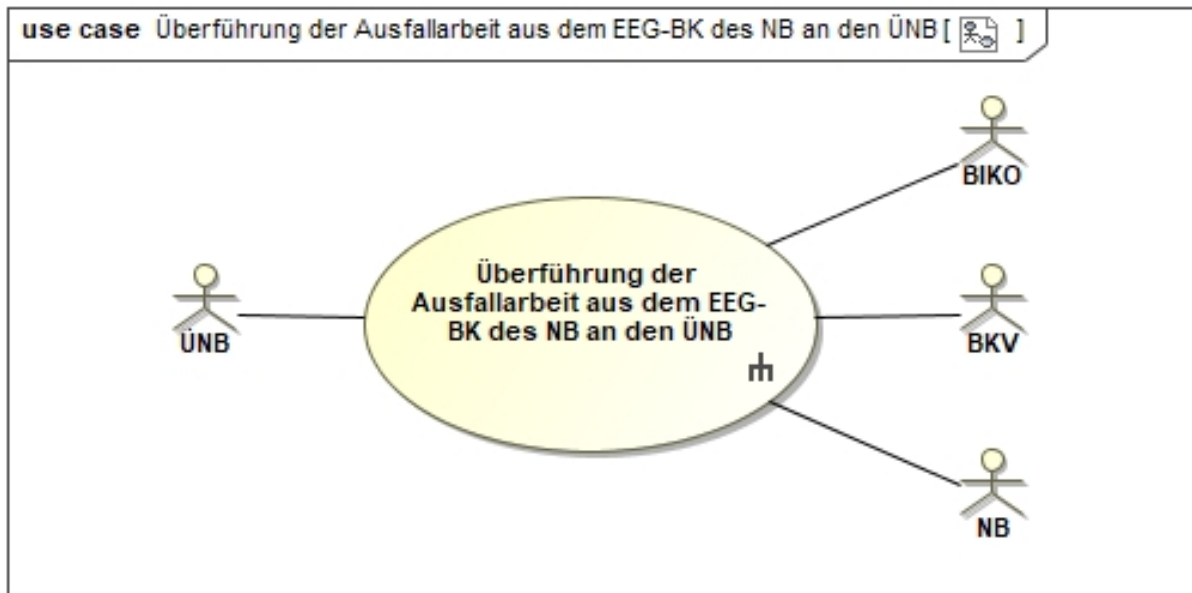 use case Überführung der Ausfallarbeit aus dem EEG-BK des NB an den ÜNB [ ]
BIKO
Überführung der
Ausfallarbeit aus dem EEG-
BK des NB an den ÜNB
ÜNB
BKV
NB